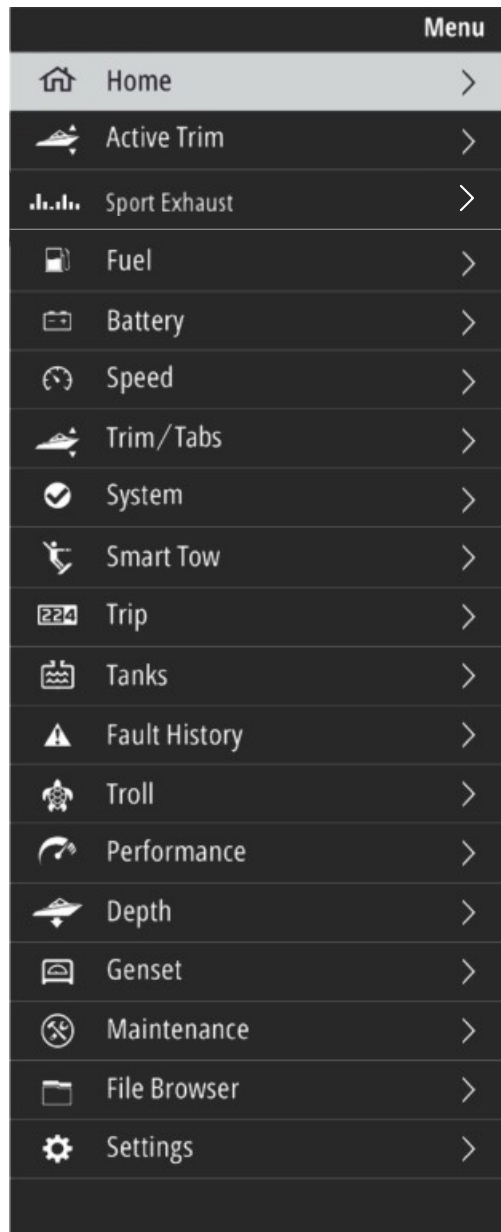 Menu
Home
Active Trim
Sport Exhaust
Fuel
Battery
Speed
Trim/Tabs
System
Smart Tow
224 Trip
Tanks
Fault History
Troll
Performance
Depth
Genset
Maintenance
File Browser
Settings